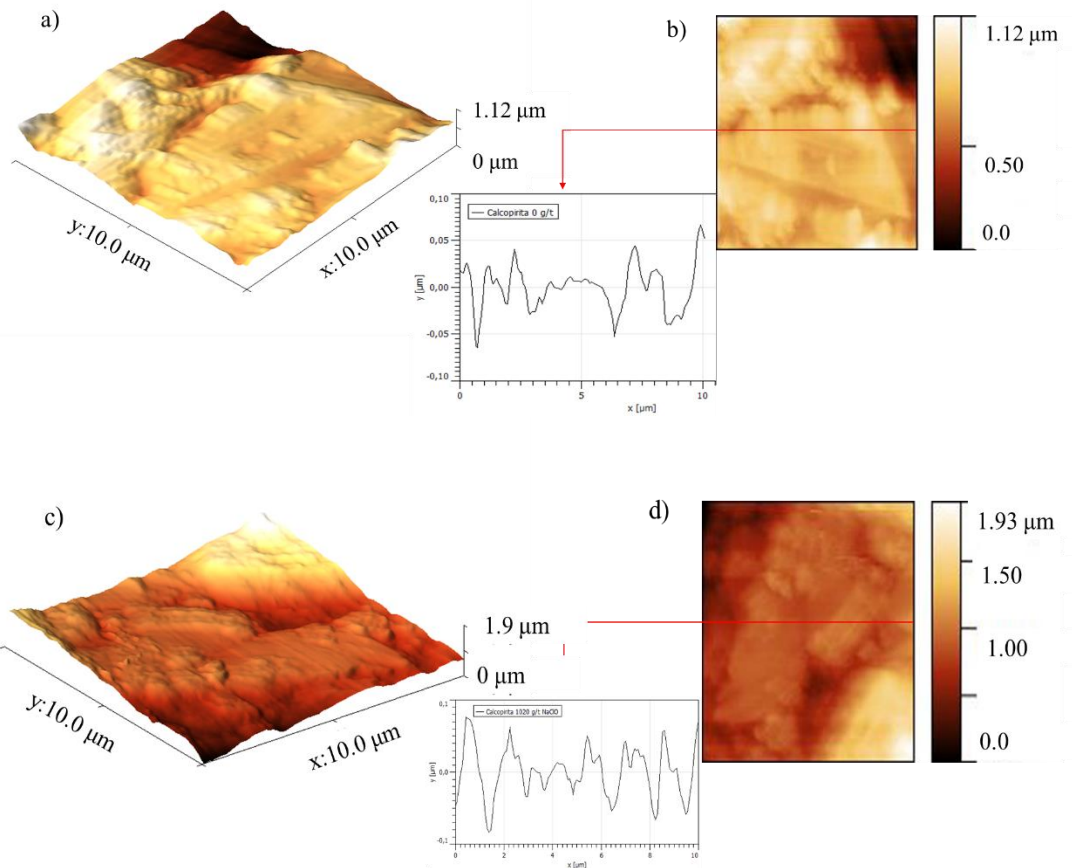 a)
1.12 µm
0 µm
y:10.0 µm
x:10.0 µm
b)
1.12 µm
0.50
0.0
Calcopirita 0 g/t
0,10
0,05
0,00
-0,05
-0,10
y [µm]
0
5
10
x [µm]
c)
1.9 µm
0 µm
y:10.0 µm
x:10.0 µm
d)
1.93 µm
1.50
1.00
0.0
Calcopirita 1020 g/t NaClO
0,1
0,0
-0,1
y [µm]
0
2
4
6
8
10
x [µm]